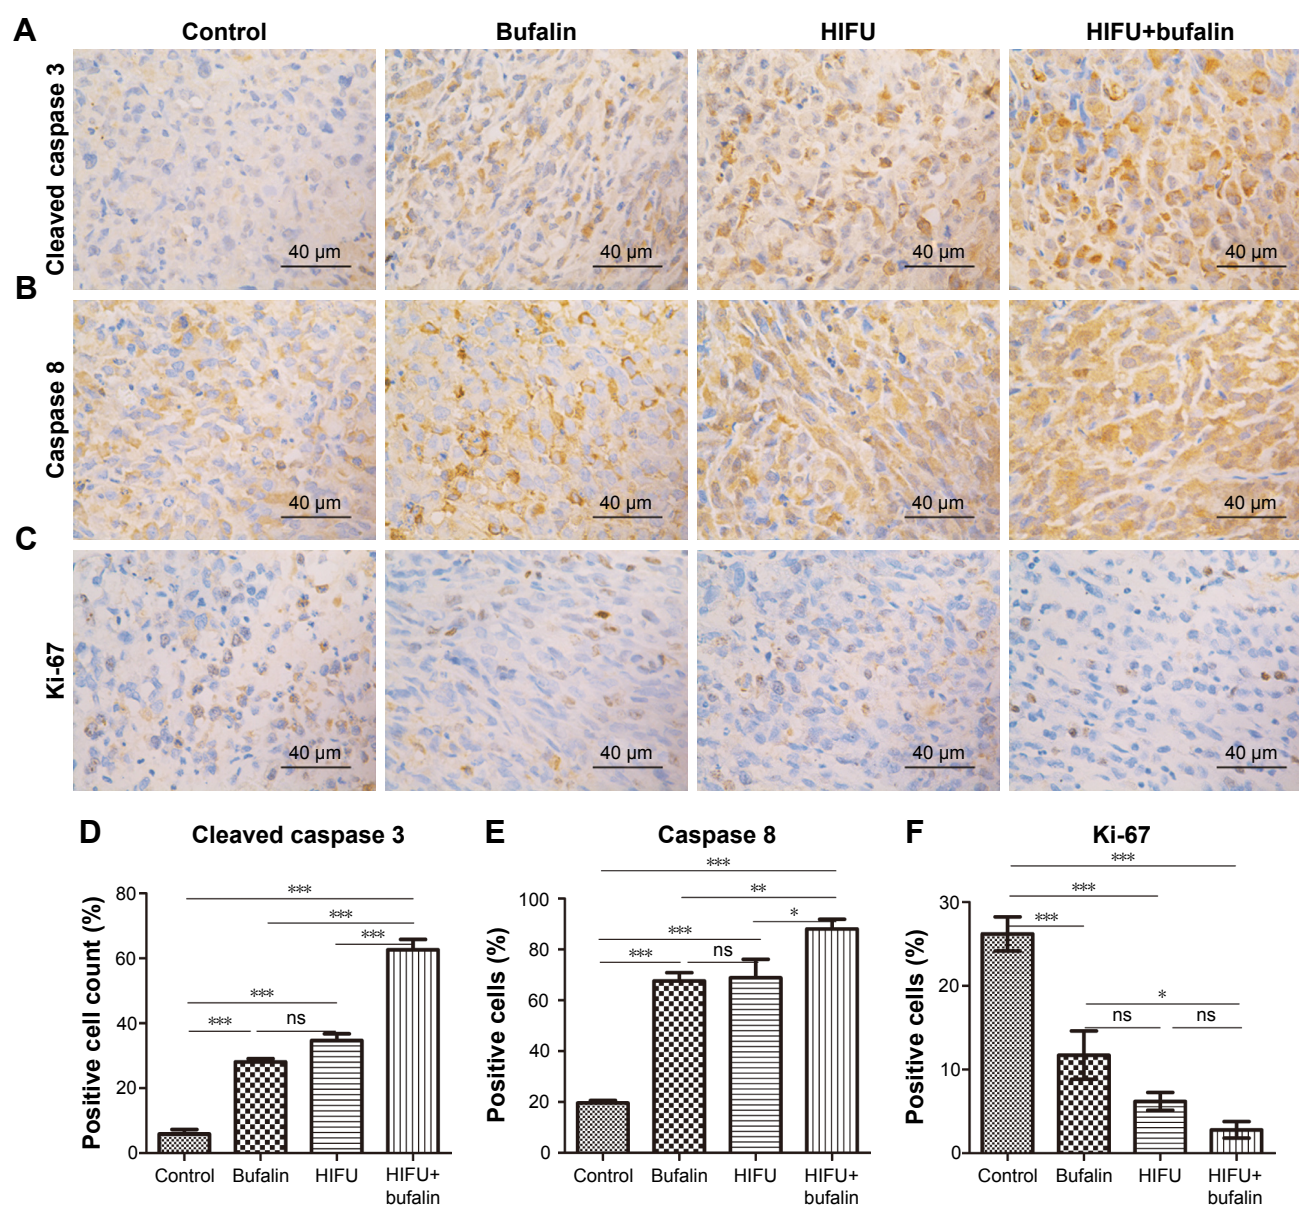 A
Control
Bufalin
HIFU
HIFU+bufalin
Cleaved caspase 3
40 µm
40 µm
40 µm
40 µm
B
Caspase 8
40 µm
40 µm
40 µm
40 µm
C
Ki-67
40 µm
40 µm
40 µm
40 µm
D
Cleaved caspase 3
Positive cell count (%)
80
60
40
20
0
***
***
***
***
***
ns
Control
Bufalin
HIFU
HIFU+
bufalin
E
Caspase 8
Positive cells (%)
100
80
60
40
20
0
***
**
*
***
***
ns
Control
Bufalin
HIFU
HIFU+
bufalin
F
Ki-67
Positive cells (%)
30
20
10
0
***
***
***
*
ns
ns
Control
Bufalin
HIFU
HIFU+
bufalin